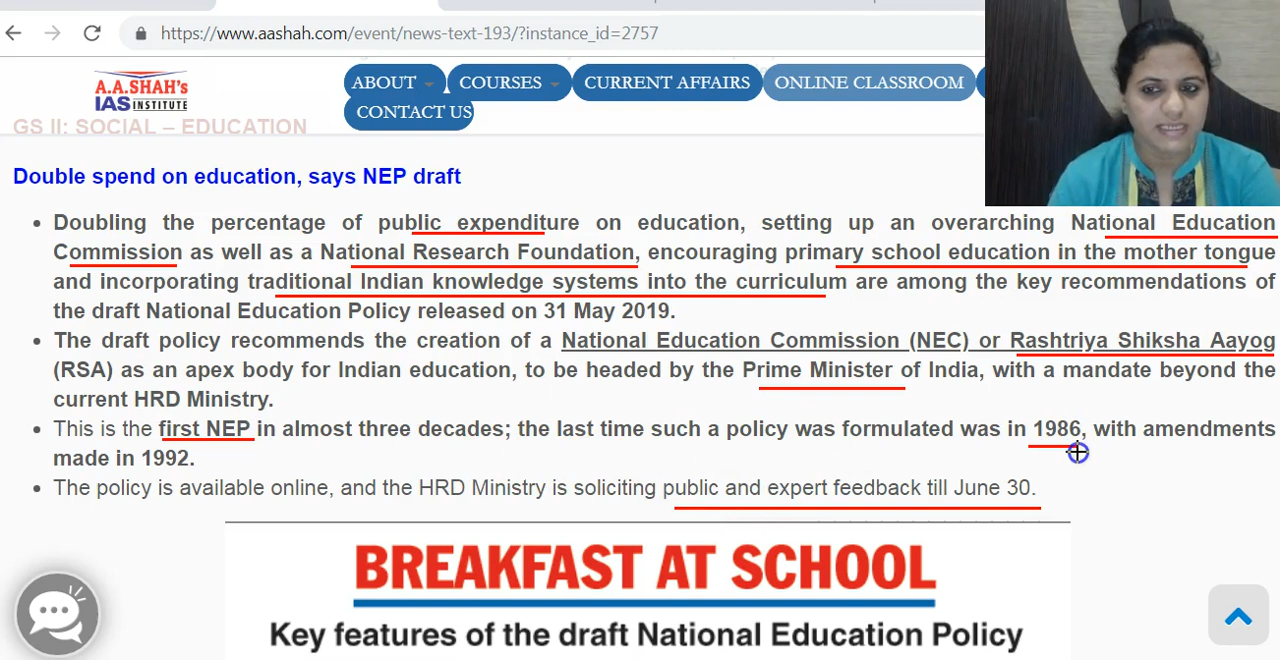 https://www.aashah.com/event/news-text-193/?instance_id=2757
A.A.SHAH's
IAS INSTITUTE
ABOUT
COURSES
CURRENT AFFAIRS
ONLINE CLASSROOM
CONTACT US
GS II: SOCIAL – EDUCATION
Double spend on education, says NEP draft
• Doubling the percentage of public expenditure on education, setting up an overarching National Education
Commission as well as a National Research Foundation, encouraging primary school education in the mother tongue
and incorporating traditional Indian knowledge systems into the curriculum are among the key recommendations of
the draft National Education Policy released on 31 May 2019.
• The draft policy recommends the creation of a National Education Commission (NEC) or Rashtriya Shiksha Aayog
(RSA) as an apex body for Indian education, to be headed by the Prime Minister of India, with a mandate beyond the
current HRD Ministry.
• This is the first NEP in almost three decades; the last time such a policy was formulated was in 1986, with amendments
made in 1992.
• The policy is available online, and the HRD Ministry is soliciting public and expert feedback till June 30.
BREAKFAST AT SCHOOL
Key features of the draft National Education Policy